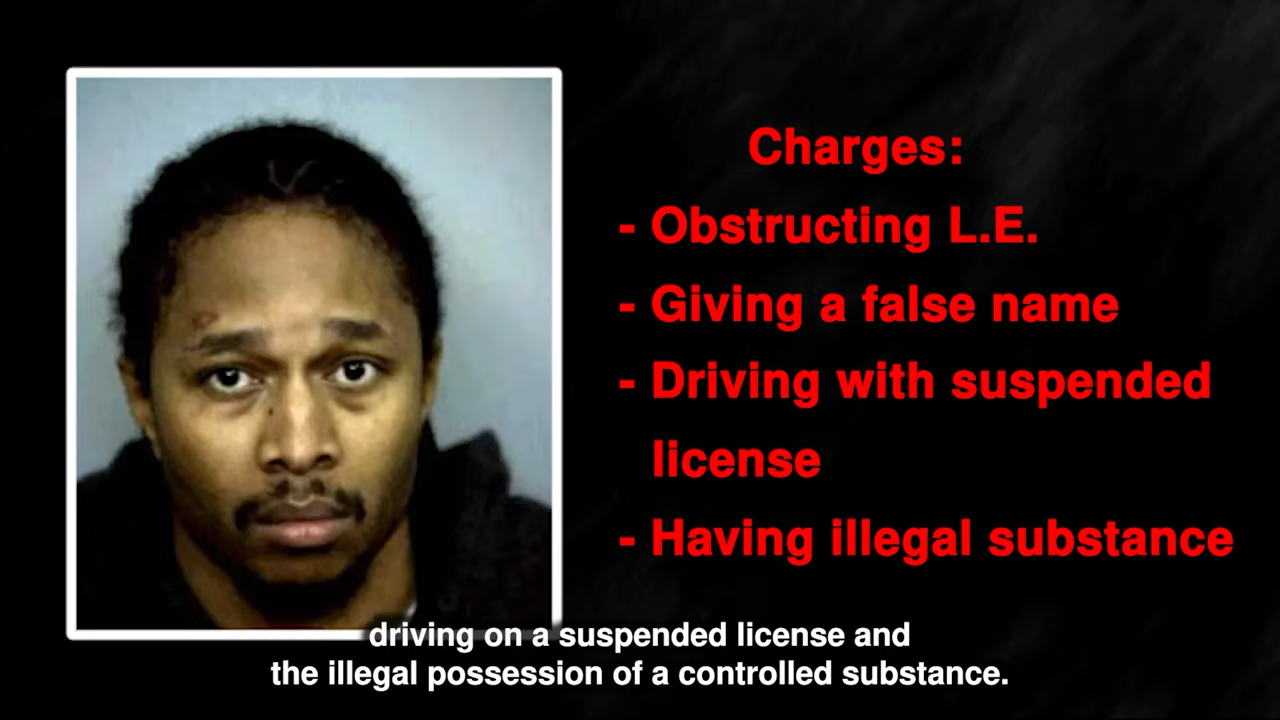 Charges:
- Obstructing L.E.
- Giving a false name
- Driving with suspended
license
- Having illegal substance
driving on a suspended license and
the illegal possession of a controlled substance.